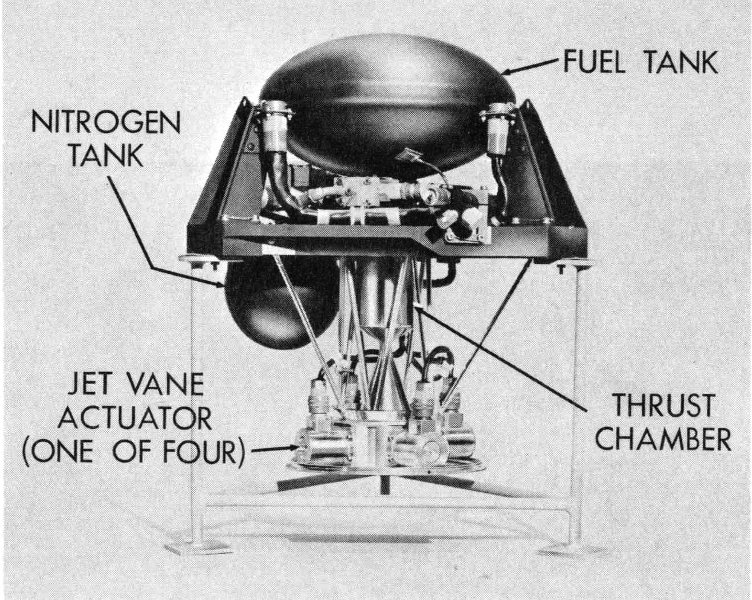 FUEL TANK
NITROGEN
TANK
JET VANE
ACTUATOR
(ONE OF FOUR)
THRUST
CHAMBER